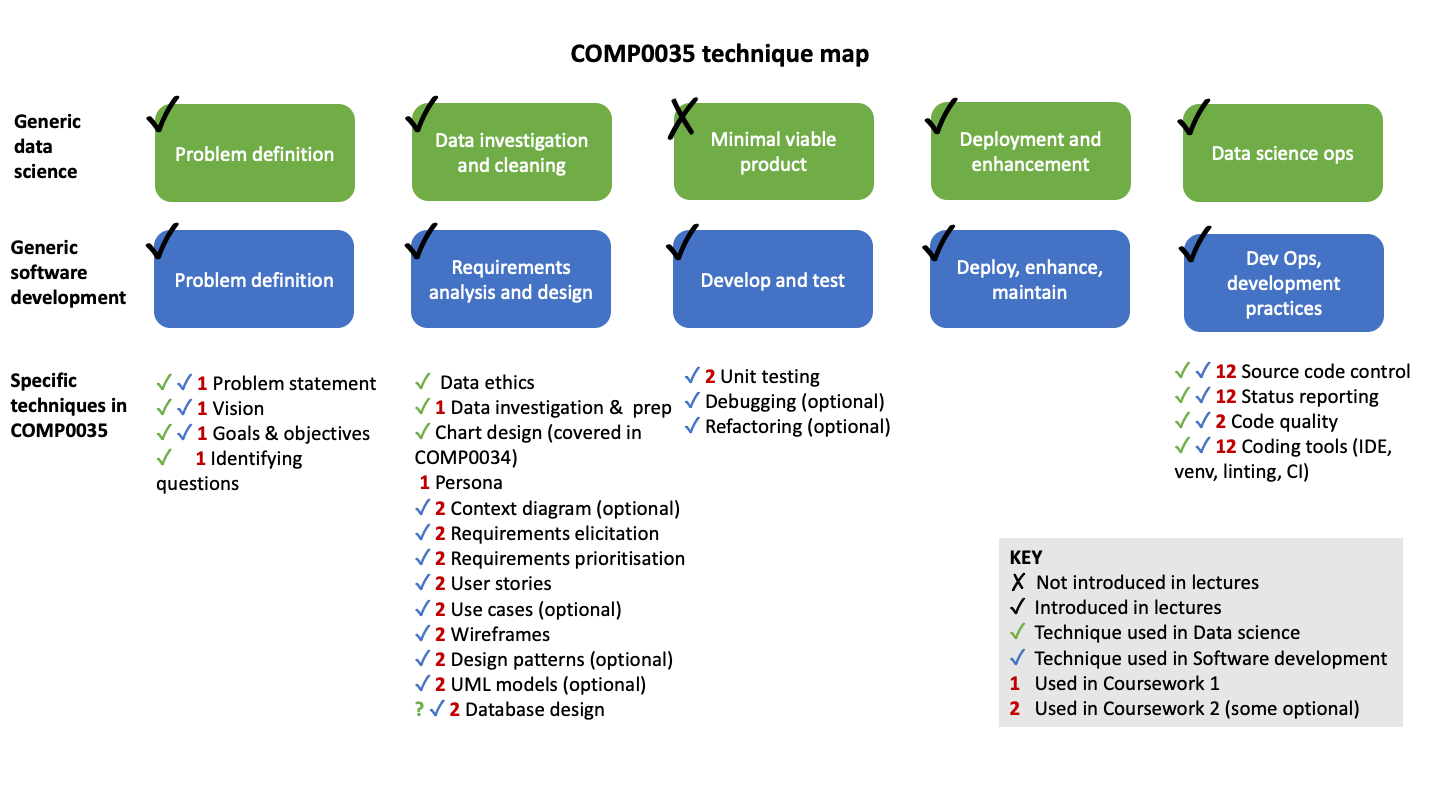 COMP0035 technique map
Generic
data
science
✓
Problem definition
✓
Data investigation
and cleaning
✗
Minimal viable
product
✓
Deployment and
enhancement
✓
Data science ops
Generic
software
development
✓
Problem definition
✓
Requirements
analysis and design
✓
Develop and test
✓
Deploy, enhance,
maintain
✓
Dev Ops,
development
practices
Specific
techniques in
COMP0035
✓ ✓ 1 Problem statement
✓ ✓ 1 Vision
✓ ✓ 1 Goals & objectives
✓ 1 Identifying
questions
✓ Data ethics
✓ 1 Data investigation & prep
✓ Chart design (covered in
COMP0034)
1 Persona
✓ 2 Context diagram (optional)
✓ 2 Requirements elicitation
✓ 2 Requirements prioritisation
✓ 2 User stories
✓ 2 Use cases (optional)
✓ 2 Wireframes
✓ 2 Design patterns (optional)
✓ 2 UML models (optional)
? ✓ 2 Database design
✓ 2 Unit testing
✓ Debugging (optional)
✓ Refactoring (optional)
✓ ✓ 12 Source code control
✓ ✓ 12 Status reporting
✓ ✓ 2 Code quality
✓ ✓ 12 Coding tools (IDE,
venv, linting, CI)
KEY
✗ Not introduced in lectures
✓ Introduced in lectures
✓ Technique used in Data science
✓ Technique used in Software development
1 Used in Coursework 1
2 Used in Coursework 2 (some optional)